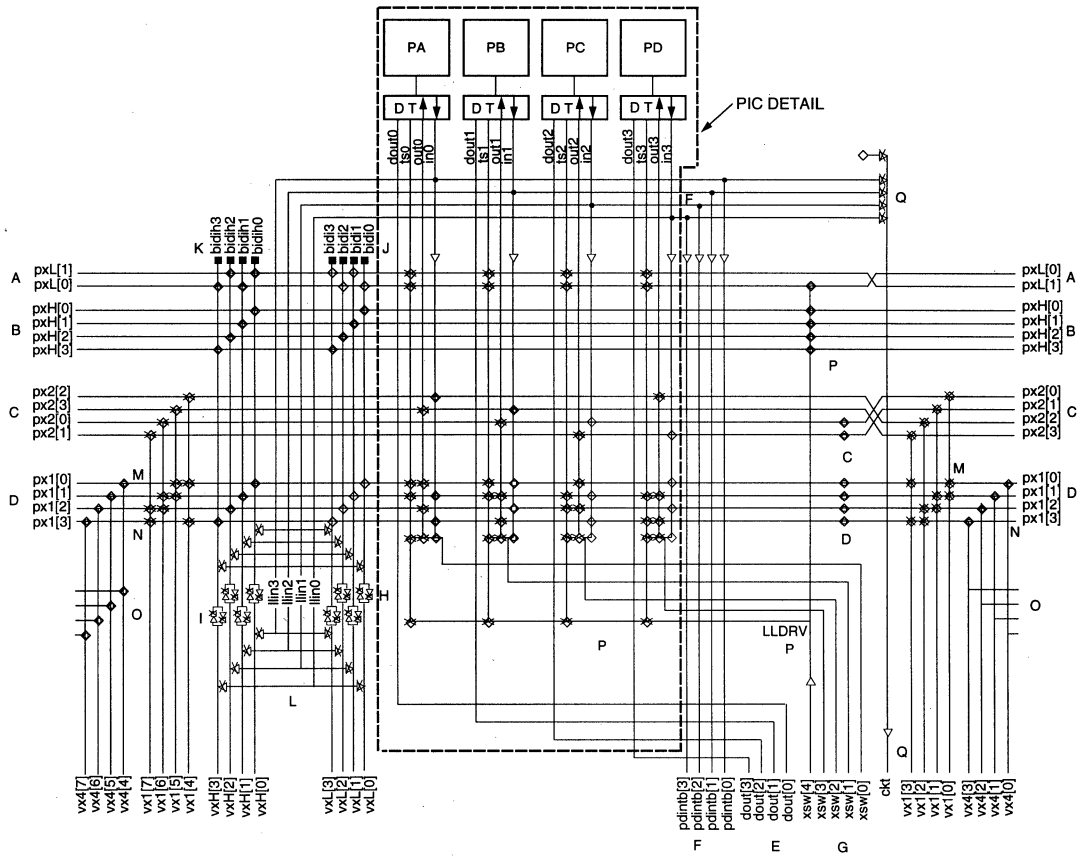 PA PB PC PD
D T D T D T D T
PIC DETAIL
dout0 ts0 out0 in0 dout1 ts1 out1 in1 dout2 ts2 out2 in2 dout3 ts3 out3 in3
F Q
K bidih3 bidih2 bidih1 bidih0 bidi3 bidi2 bidi1 bidi0 J
A pxL[1] pxL[0] A
pxL[0] pxL[1]
pxH[0] pxH[0]
B pxH[1] pxH[1] B
pxH[2] pxH[2]
pxH[3] pxH[3]
P
px2[2] px2[0]
C px2[3] px2[1] C
px2[0] px2[2]
px2[1] px2[3]
C
M M
px1[0] px1[0]
D px1[1] px1[1] D
px1[2] px1[2]
px1[3] px1[3]
N D N
llin3 llin2 llin1 llin0
H
O I O
LLDRV
P P
L
Q
vx4[7] vx4[6] vx4[5] vx4[4] vx1[7] vx1[6] vx1[5] vx1[4] vxH[3] vxH[2] vxH[1] vxH[0] vxL[3] vxL[2] vxL[1] vxL[0] pdintb[3] pdintb[2] pdintb[1] pdintb[0] dout[3] dout[2] dout[1] dout[0] xsw[4] xsw[3] xsw[2] xsw[1] xsw[0] ckt vx1[3] vx1[2] vx1[1] vx1[0] vx4[3] vx4[2] vx4[1] vx4[0]
F E G